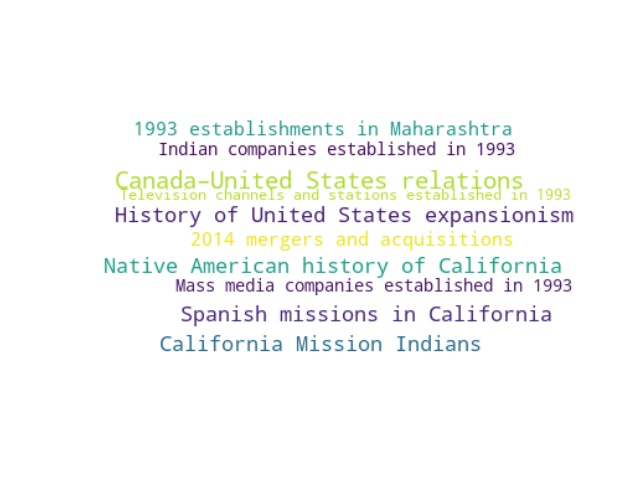 1993 establishments in Maharashtra
Indian companies established in 1993
Canada–United States relations
Television channels and stations established in 1993
History of United States expansionism
2014 mergers and acquisitions
Native American history of California
Mass media companies established in 1993
Spanish missions in California
California Mission Indians